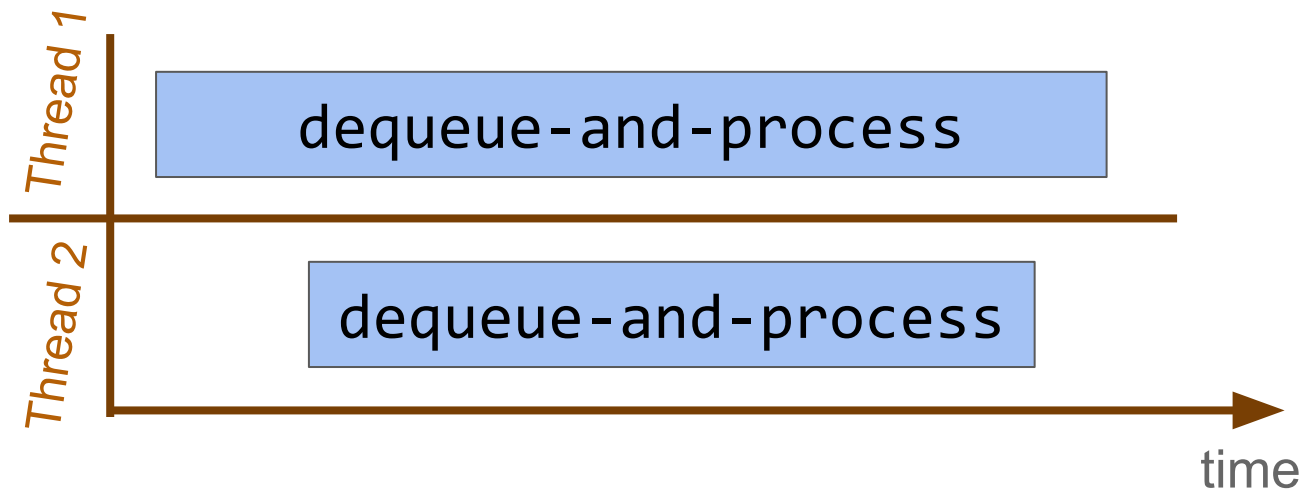 Thread 1
dequeue-and-process
Thread 2
dequeue-and-process
time